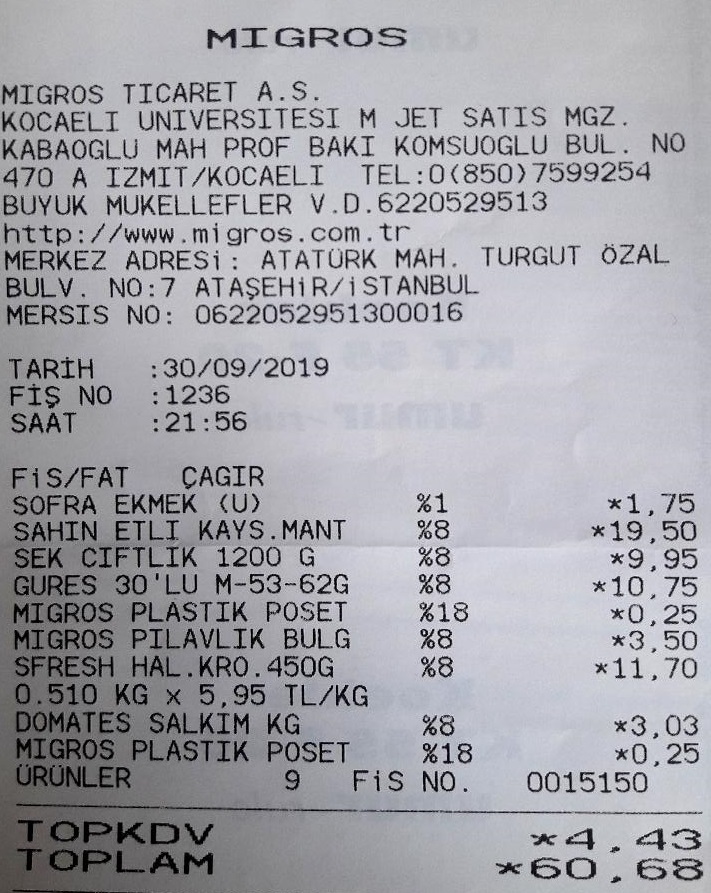 MIGROS
MIGROS TICARET A.S.
KOCAELI UNIVERSITESI M JET SATIS MGZ.
KABAOGLU MAH PROF BAKI KOMSUOGLU BUL. NO
470 A IZMIT/KOCAELI TEL:0(850)7599254
BUYUK MUKELLEFLER V.D.6220529513
http://www.migros.com.tr
MERKEZ ADRESi: ATATÜRK MAH. TURGUT ÖZAL
BULV. NO:7 ATAŞEHiR/iSTANBUL
MERSIS NO: 0622052951300016
TARİH :30/09/2019
FİŞ NO :1236
SAAT :21:56
FiS/FAT ÇAGIR
SOFRA EKMEK (U) %1 *1,75
SAHIN ETLI KAYS.MANT %8 *19,50
SEK CIFTLIK 1200 G %8 *9,95
GURES 30'LU M-53-62G %8 *10,75
MIGROS PLASTIK POSET %18 *0,25
MIGROS PILAVLIK BULG %8 *3,50
SFRESH HAL.KRO.450G %8 *11,70
0.510 KG x 5,95 TL/KG
DOMATES SALKIM KG %8 *3,03
MIGROS PLASTIK POSET %18 *0,25
ÜRÜNLER 9 FiS NO. 0015150
TOPKDV *4,43
TOPLAM *60,68